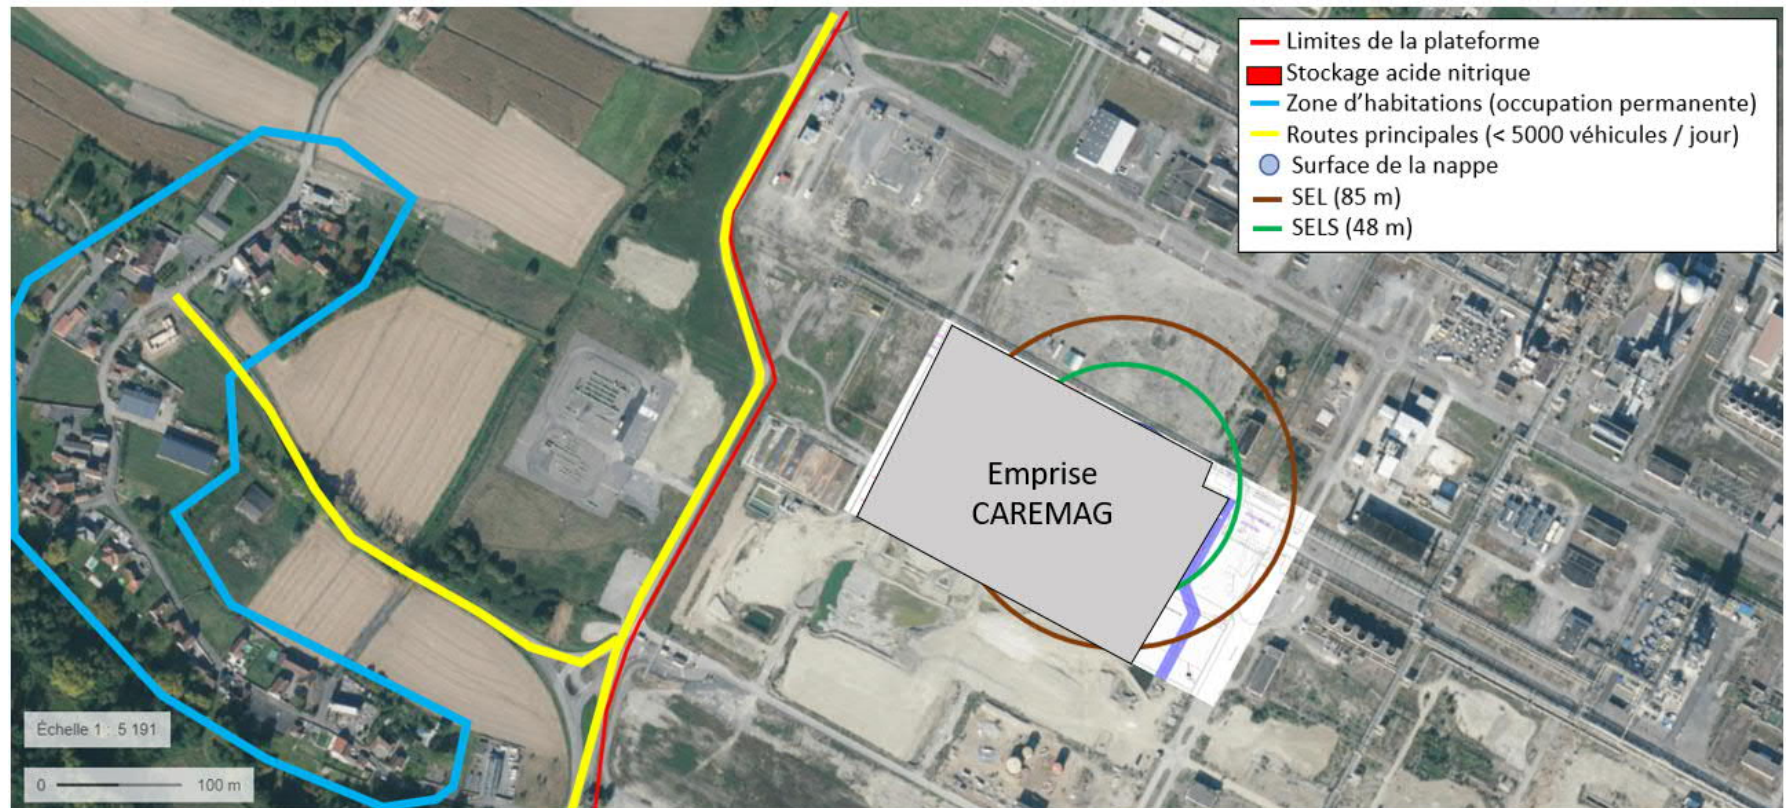 Limites de la plateforme
Stockage acide nitrique
Zone d'habitations (occupation permanente)
Routes principales (< 5000 véhicules / jour)
Surface de la nappe
SEL (85 m)
SELS (48 m)
Emprise
CAREMAG
Échelle 1 : 5 191
0 100 m